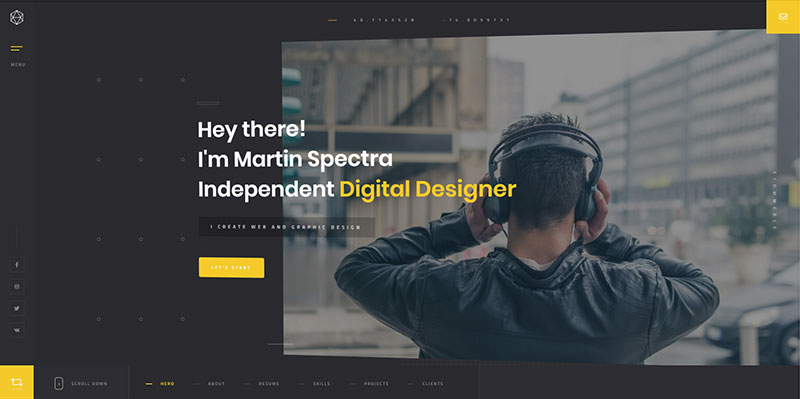 40.7143528 -74.0059731
MENU
Hey there!
I'm Martin Spectra
Independent Digital Designer
I CREATE WEB AND GRAPHIC DESIGN
LET'S START
SCROLL DOWN
HERO
ABOUT
RESUME
SKILLS
PROJECTS
CLIENTS